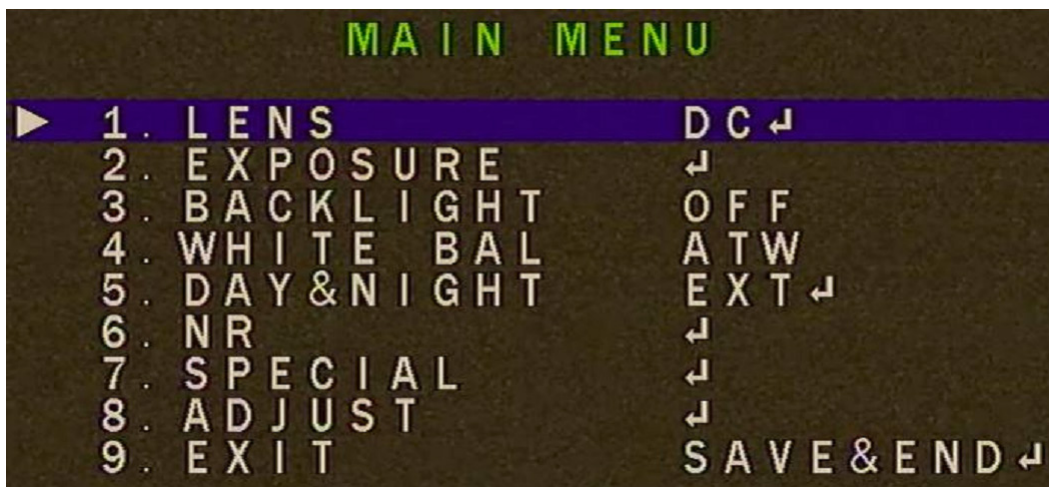 MAIN MENU
1. LENS DC↵
2. EXPOSURE ↵
3. BACKLIGHT OFF
4. WHITE BAL ATW
5. DAY&NIGHT EXT↵
6. NR ↵
7. SPECIAL ↵
8. ADJUST ↵
9. EXIT SAVE&END↵